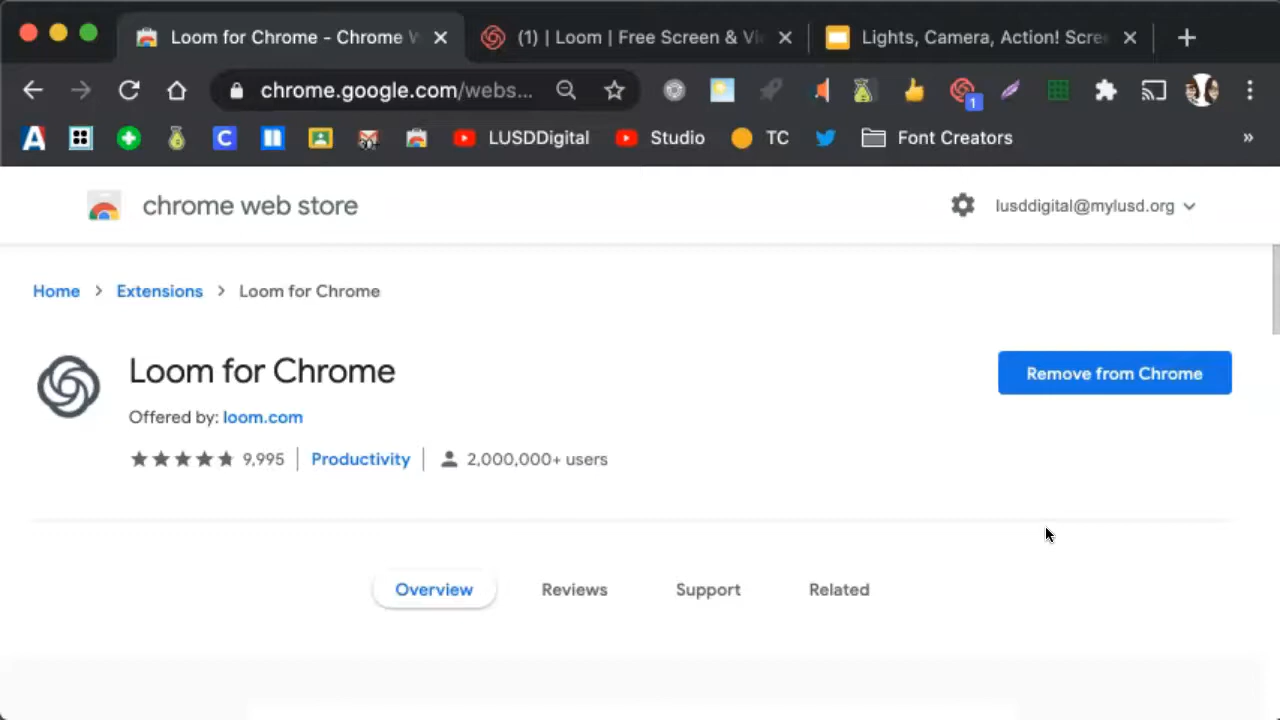 Loom for Chrome - Chrome W
(1) | Loom | Free Screen & Vi
Lights, Camera, Action! Scre
chrome.google.com/webs...
1
A
C
LUSDDigital
Studio
TC
Font Creators
»
chrome web store
lusddigital@mylusd.org
Home > Extensions > Loom for Chrome
Loom for Chrome
Remove from Chrome
Offered by: loom.com
9,995
Productivity
2,000,000+ users
Overview
Reviews
Support
Related